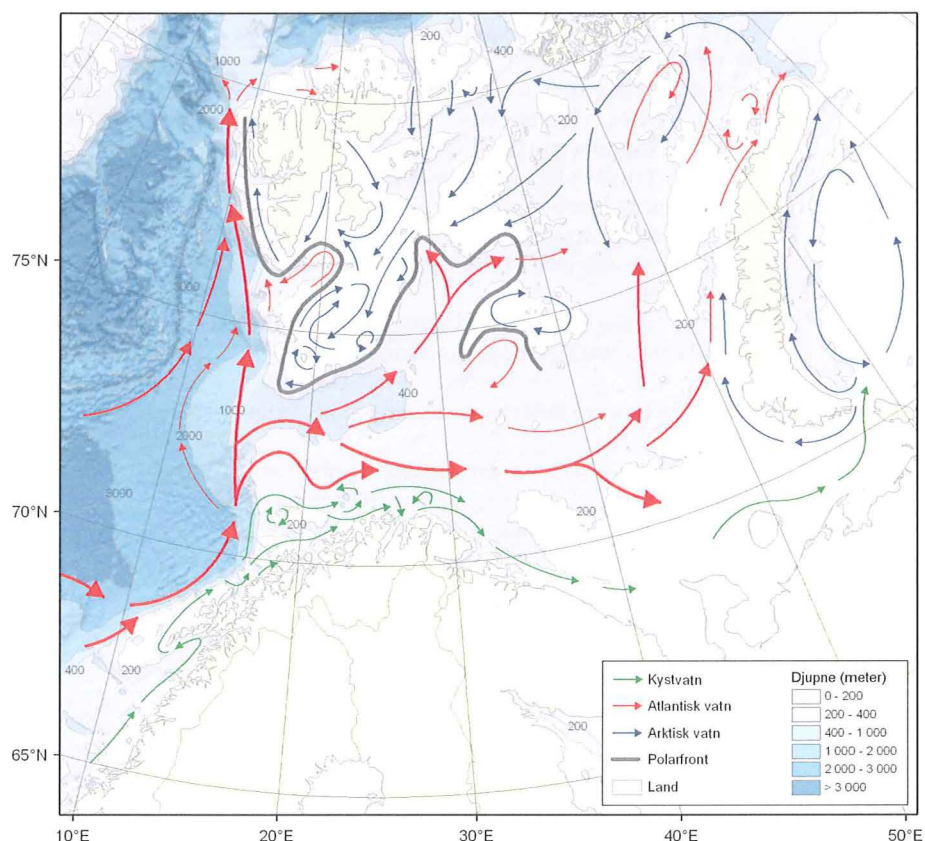 200
400
1000
200
2000
75°N
3000
200
400
1000
2000
3000
70°N
200
200
400
200
200
65°N
Kystvatn
Atlantisk vatn
Arktisk vatn
Polarfront
Land
Djupne (meter)
0 - 200
200 - 400
400 - 1 000
1 000 - 2 000
2 000 - 3 000
> 3 000
10°E
20°E
30°E
40°E
50°E